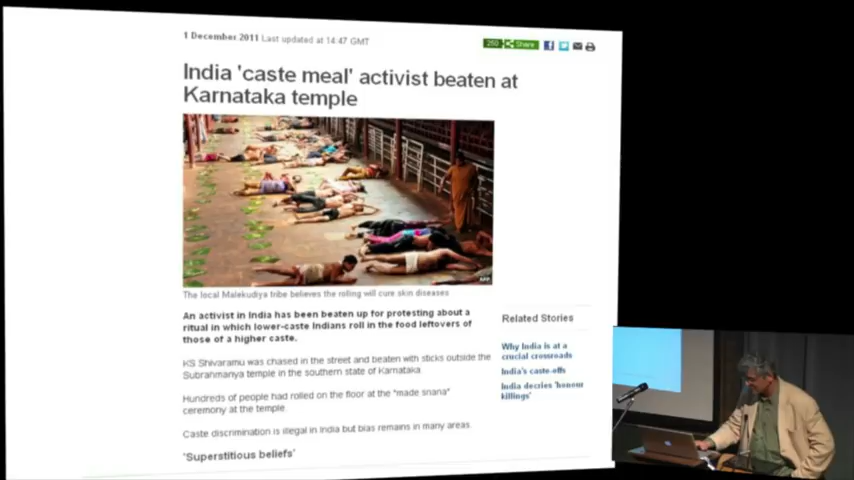 1 December 2011 Last updated at 14:47 GMT
260 Share
India 'caste meal' activist beaten at
Karnataka temple
AFP
The local Malekudiya tribe believes the rolling will cure skin diseases
An activist in India has been beaten up for protesting about a
ritual in which lower-caste Indians roll in the food leftovers of
those of a higher caste.
KS Shivaramu was chased in the street and beaten with sticks outside the
Subrahmanya temple in the southern state of Karnataka.
Hundreds of people had rolled on the floor at the "made snana"
ceremony at the temple.
Caste discrimination is illegal in India but bias remains in many areas.
'Superstitious beliefs'
Related Stories
Why India is at a
crucial crossroads
India's caste-offs
India decries 'honour
killings'